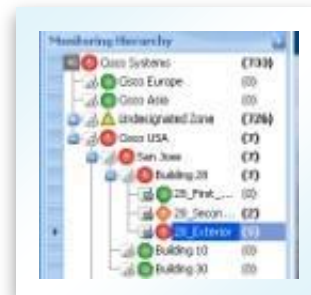 Monitoring Hierarchy
Cisco Systems (733)
Cisco Europe (0)
Cisco Asia (0)
Undesignated Zone (726)
Cisco USA (7)
San Jose (7)
Building 28 (7)
28_First_... (0)
28_Secon... (2)
28_Exterior
Building 10 (0)
Building 30 (0)